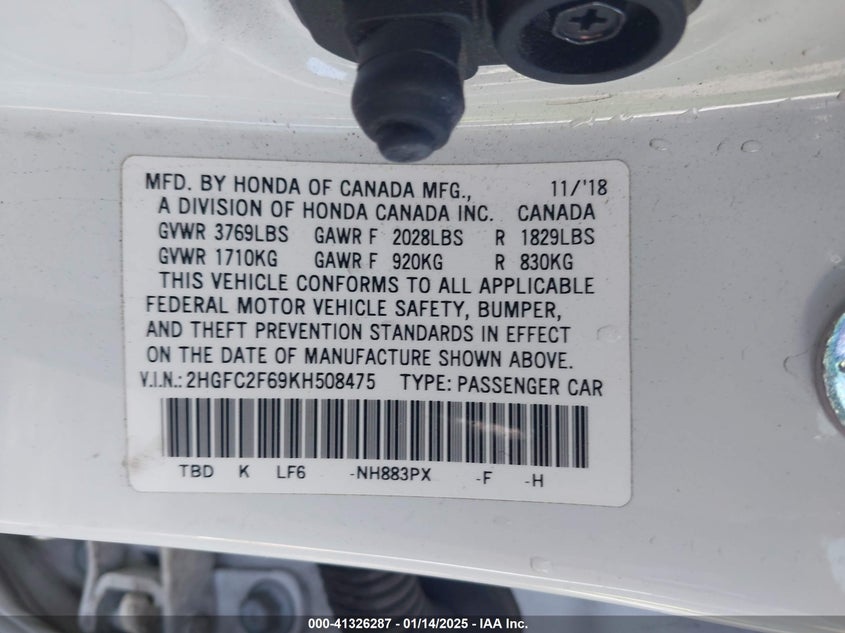 MFD. BY HONDA OF CANADA MFG., 11/'18
A DIVISION OF HONDA CANADA INC. CANADA
GVWR 3769LBS GAWR F 2028LBS R 1829LBS
GVWR 1710KG GAWR F 920KG R 830KG
THIS VEHICLE CONFORMS TO ALL APPLICABLE
FEDERAL MOTOR VEHICLE SAFETY, BUMPER,
AND THEFT PREVENTION STANDARDS IN EFFECT
ON THE DATE OF MANUFACTURE SHOWN ABOVE.
V.I.N.: 2HGFC2F69KH508475 TYPE: PASSENGER CAR
TBD K LF6 -NH883PX -F -H
000-41326287 - 01/14/2025 - IAA Inc.